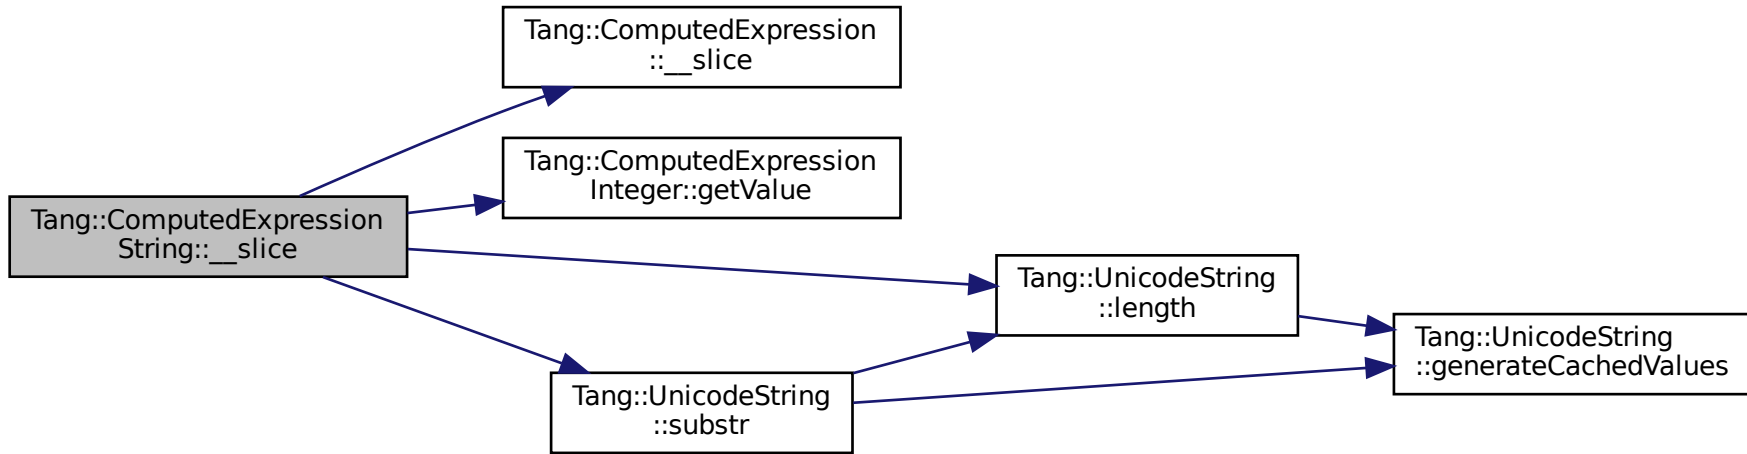 Tang::ComputedExpression
::__slice
Tang::ComputedExpression
Integer::getValue
Tang::ComputedExpression
String::__slice
Tang::UnicodeString
::length
Tang::UnicodeString
::generateCachedValues
Tang::UnicodeString
::substr